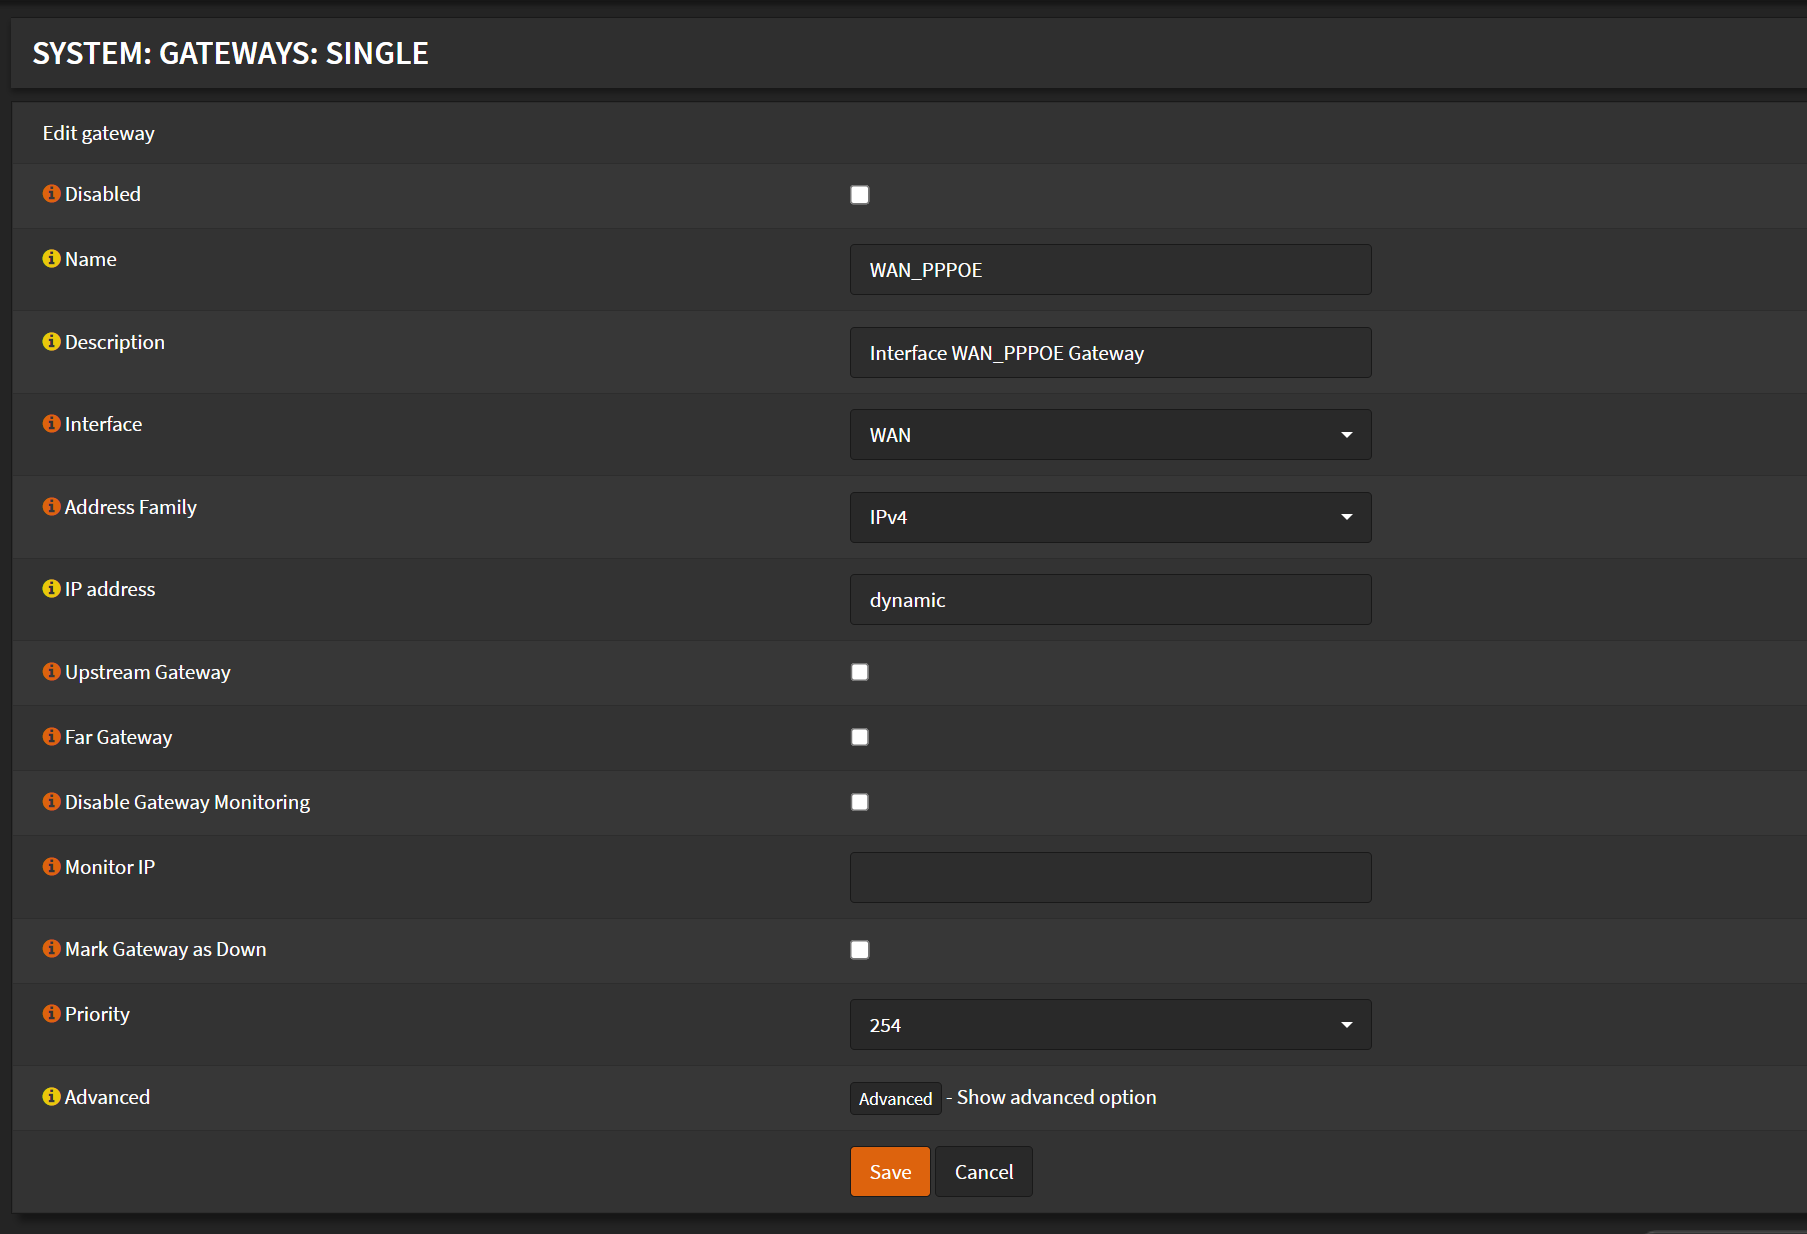 SYSTEM: GATEWAYS: SINGLE
Edit gateway
Disabled
Name
WAN_PPPOE
Description
Interface WAN_PPPOE Gateway
Interface
WAN
Address Family
IPv4
IP address
dynamic
Upstream Gateway
Far Gateway
Disable Gateway Monitoring
Monitor IP
Mark Gateway as Down
Priority
254
Advanced
Advanced - Show advanced option
Save Cancel